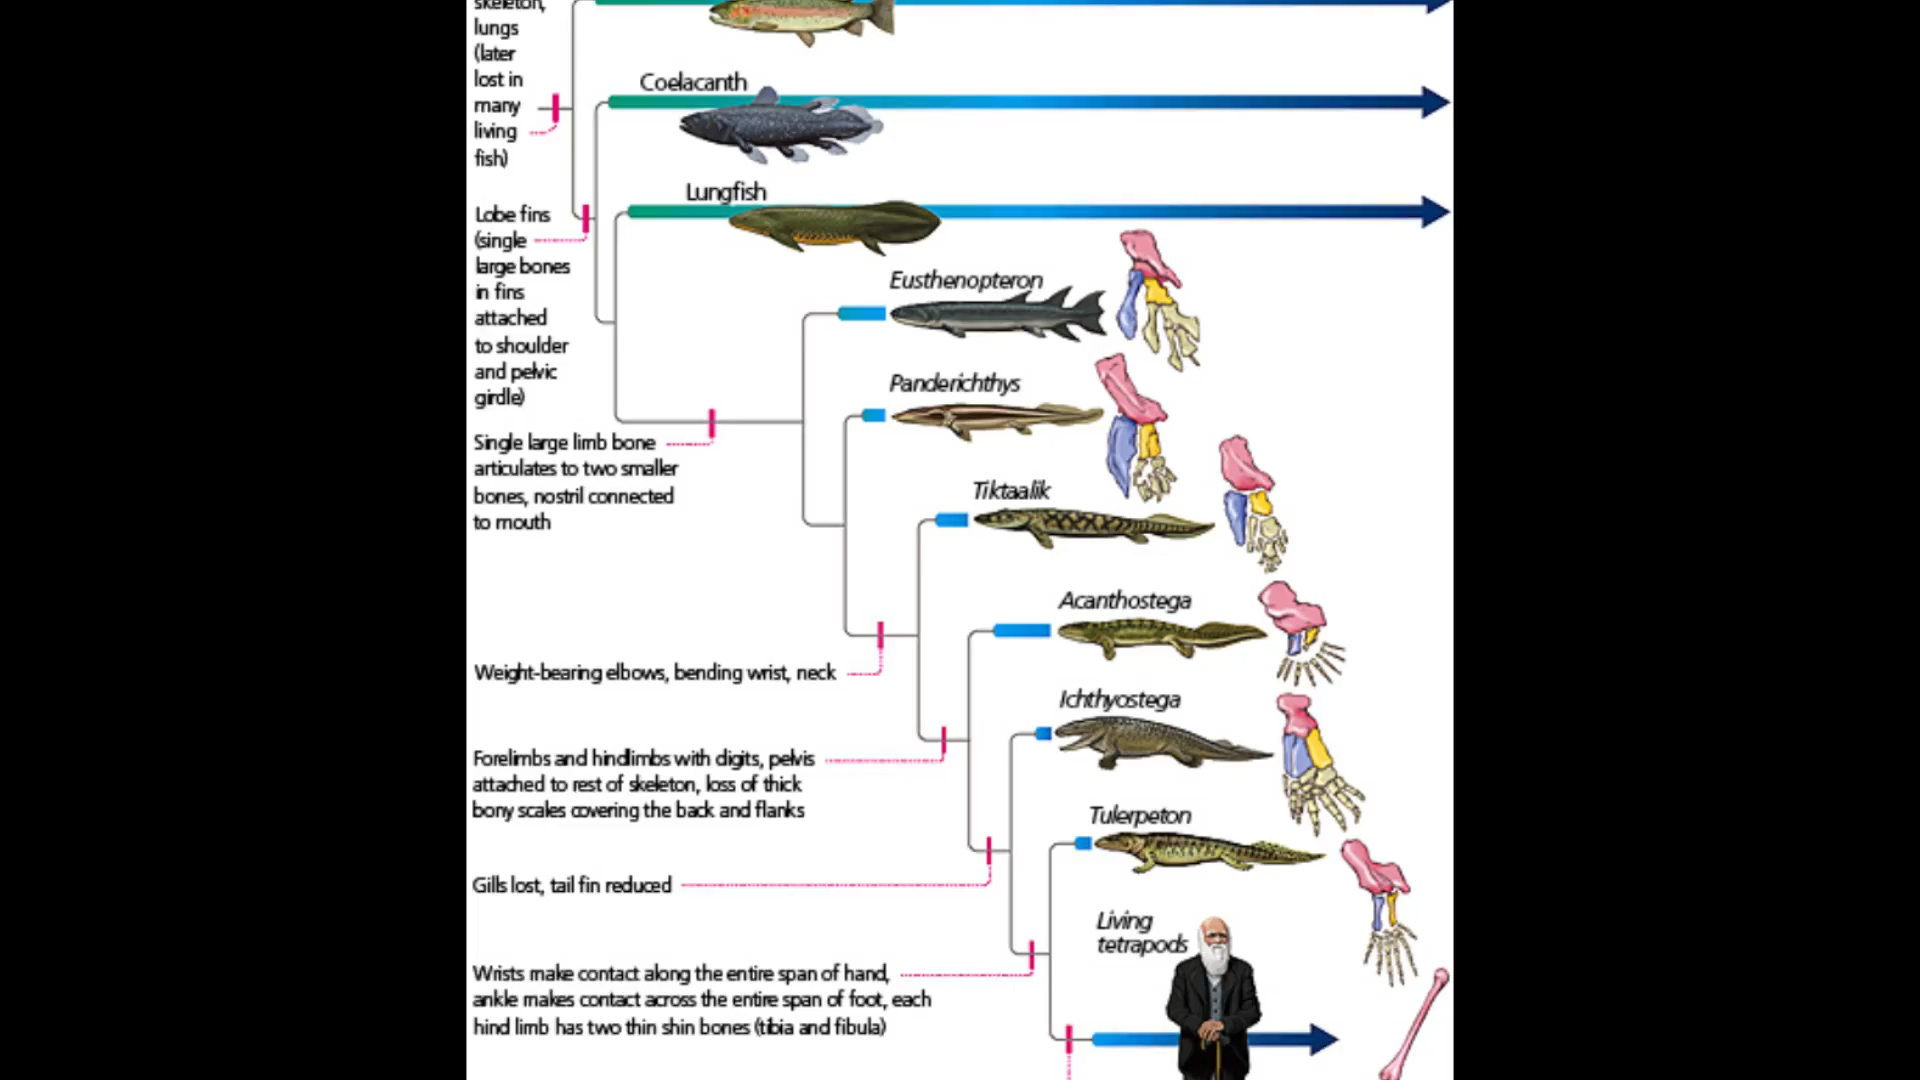 skeleton,
lungs
(later
lost in
many
living
fish)
Coelacanth
Lungfish
Lobe fins
(single
large bones
in fins
attached
to shoulder
and pelvic
girdle)
Eusthenopteron
Panderichthys
Single large limb bone
articulates to two smaller
bones, nostril connected
to mouth
Tiktaalik
Acanthostega
Weight-bearing elbows, bending wrist, neck
Ichthyostega
Forelimbs and hindlimbs with digits, pelvis
attached to rest of skeleton, loss of thick
bony scales covering the back and flanks
Tulerpeton
Gills lost, tail fin reduced
Living
tetrapods
Wrists make contact along the entire span of hand,
ankle makes contact across the entire span of foot, each
hind limb has two thin shin bones (tibia and fibula)